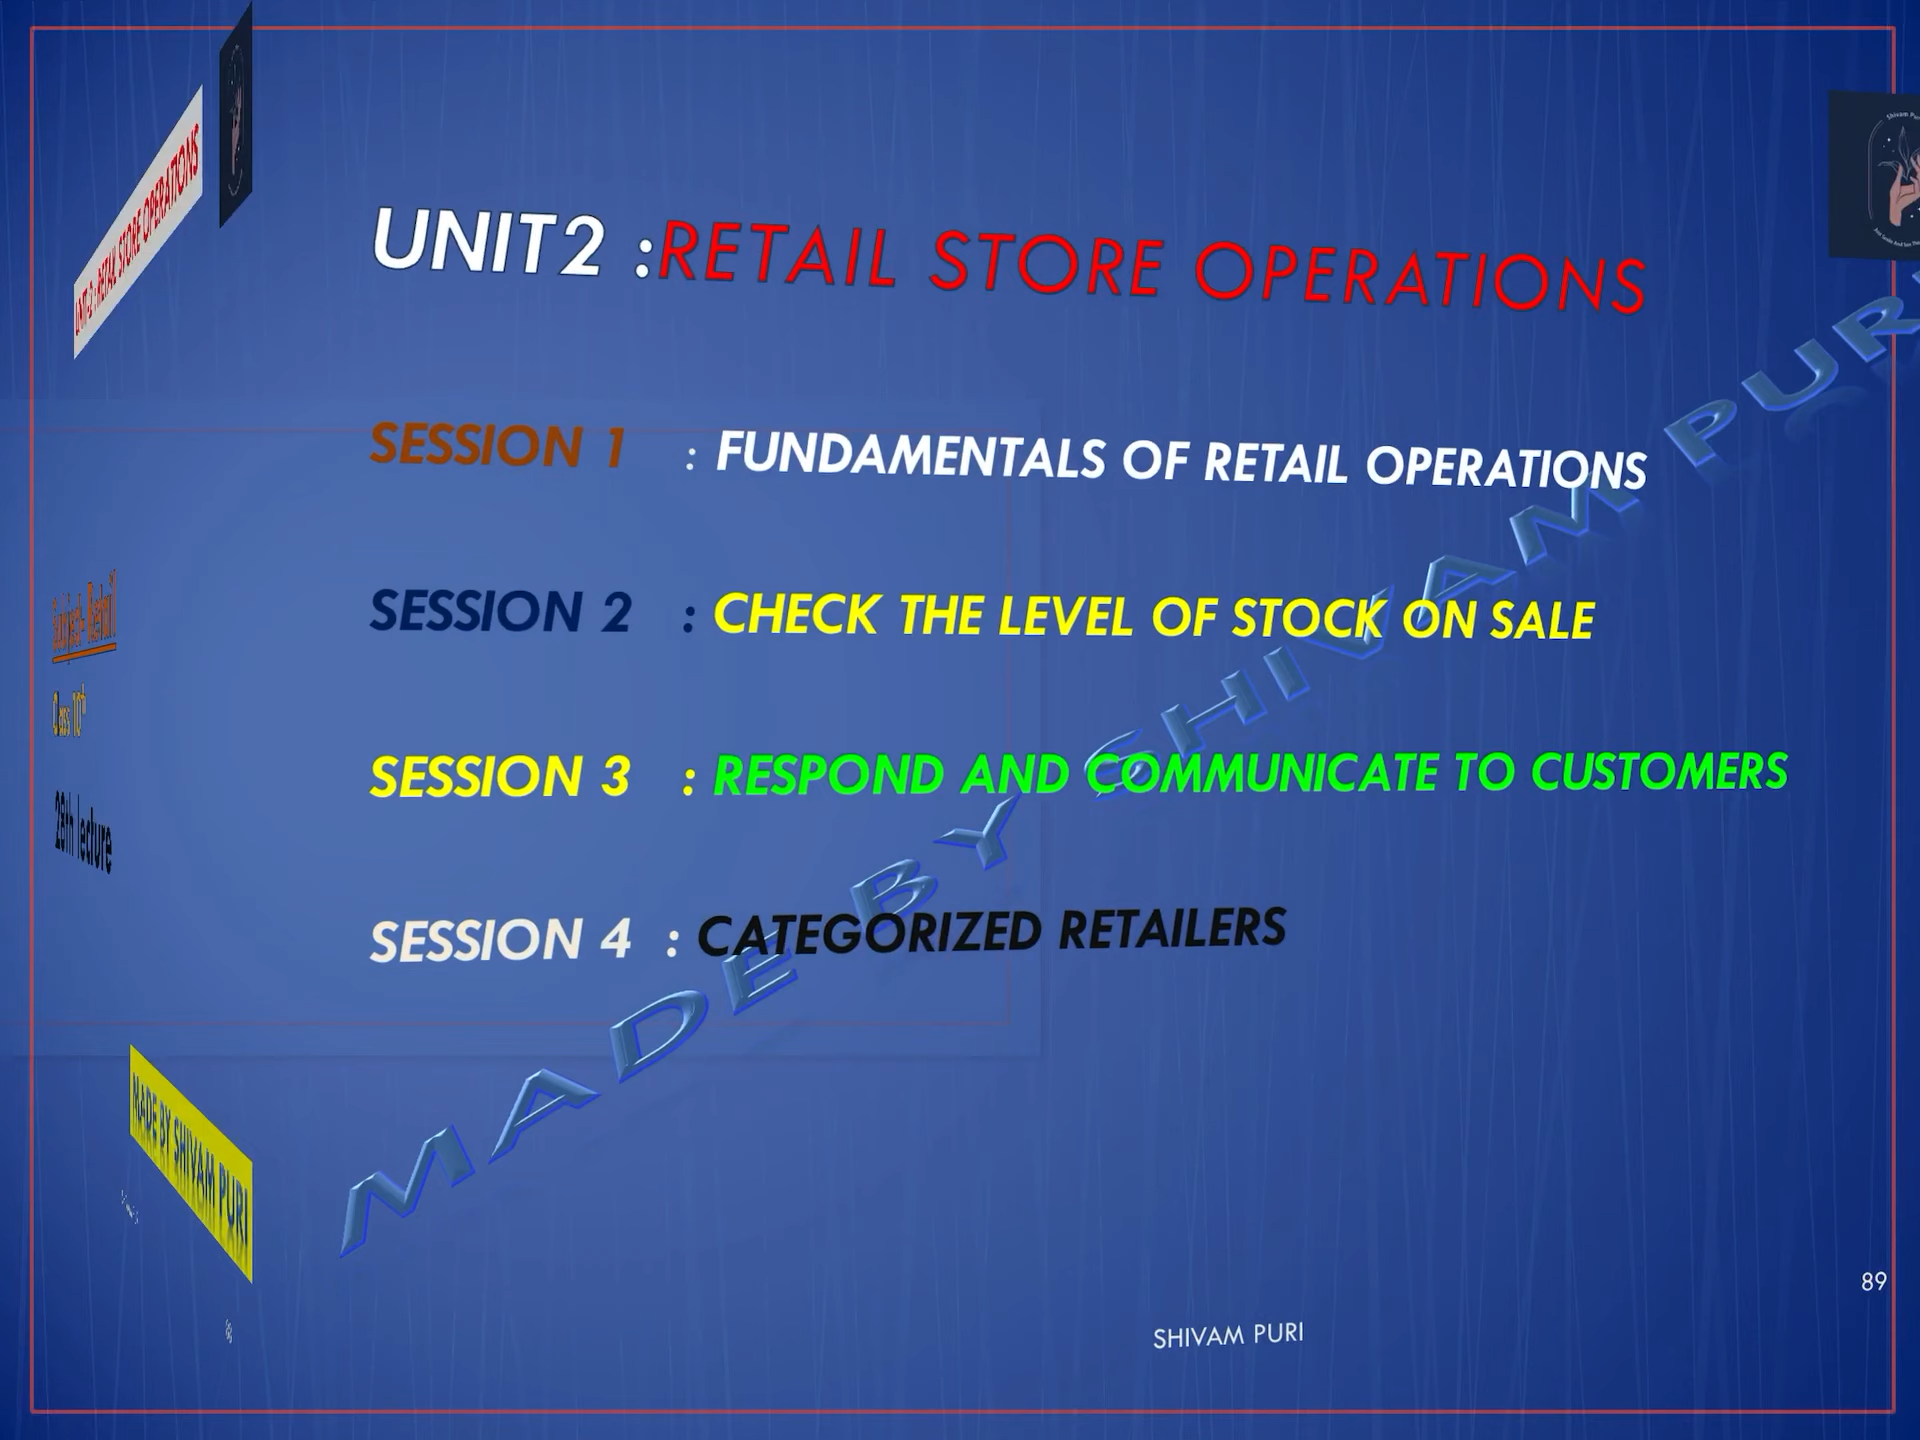 UNIT-2 : RETAIL STORE OPERATIONS
UNIT2 :RETAIL STORE OPERATIONS
SESSION 1 : FUNDAMENTALS OF RETAIL OPERATIONS
SESSION 2 : CHECK THE LEVEL OF STOCK ON SALE
SESSION 3 : RESPOND AND COMMUNICATE TO CUSTOMERS
SESSION 4 : CATEGORIZED RETAILERS
Subject- Retail
Class 10th
28th lecture
MADE BY SHIVAM PURI
MADE BY SHIVAM PURI
SHIVAM PURI
89